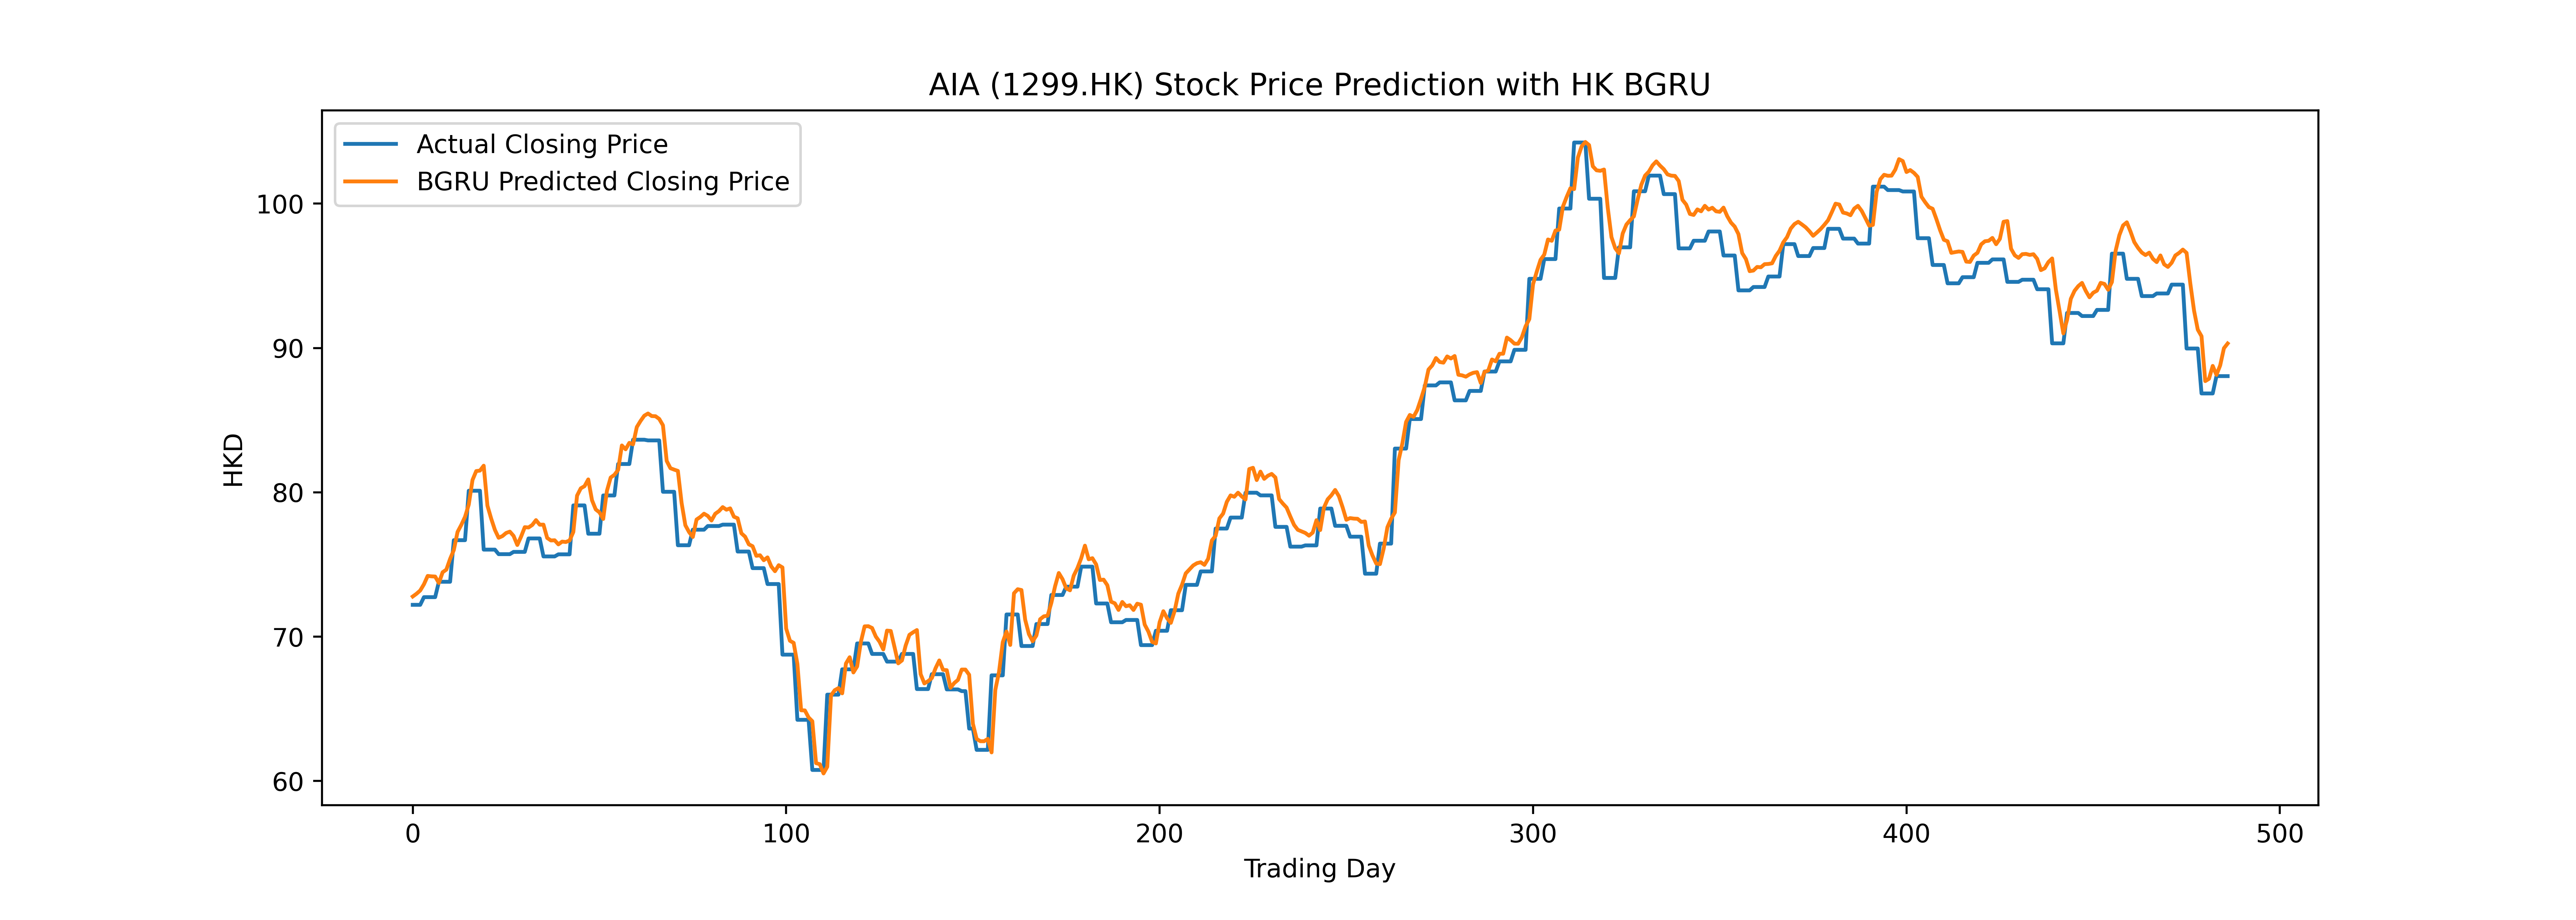 AIA (1299.HK) Stock Price Prediction with HK BGRU
Actual Closing Price
BGRU Predicted Closing Price
100
90
80
70
60
HKD
0 100 200 300 400 500
Trading Day